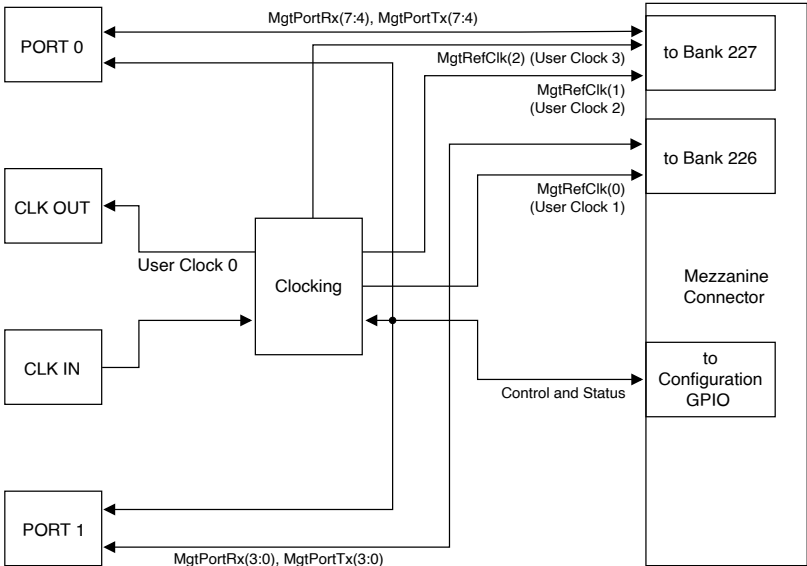 MgtPortRx(7:4), MgtPortTx(7:4)
PORT 0
to Bank 227
MgtRefClk(2) (User Clock 3)
MgtRefClk(1)
(User Clock 2)
to Bank 226
CLK OUT
MgtRefClk(0)
(User Clock 1)
User Clock 0
Clocking
Mezzanine
Connector
CLK IN
to
Configuration
GPIO
Control and Status
PORT 1
MgtPortRx(3:0), MgtPortTx(3:0)